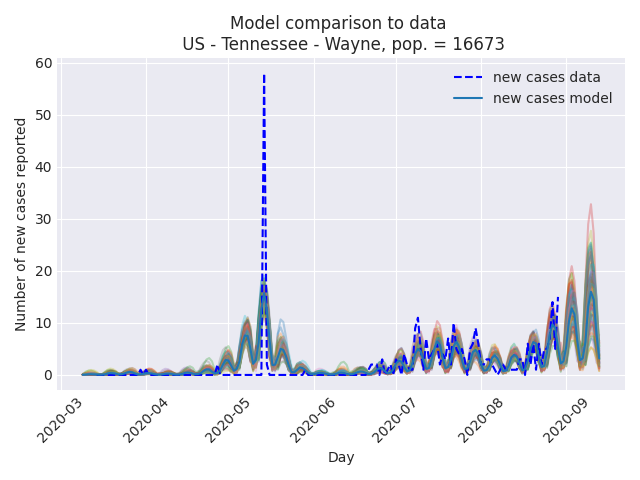 Model comparison to data
US - Tennessee - Wayne, pop. = 16673
new cases data
new cases model
Number of new cases reported
60
50
40
30
20
10
0
2020-03
2020-04
2020-05
2020-06
2020-07
2020-08
2020-09
Day